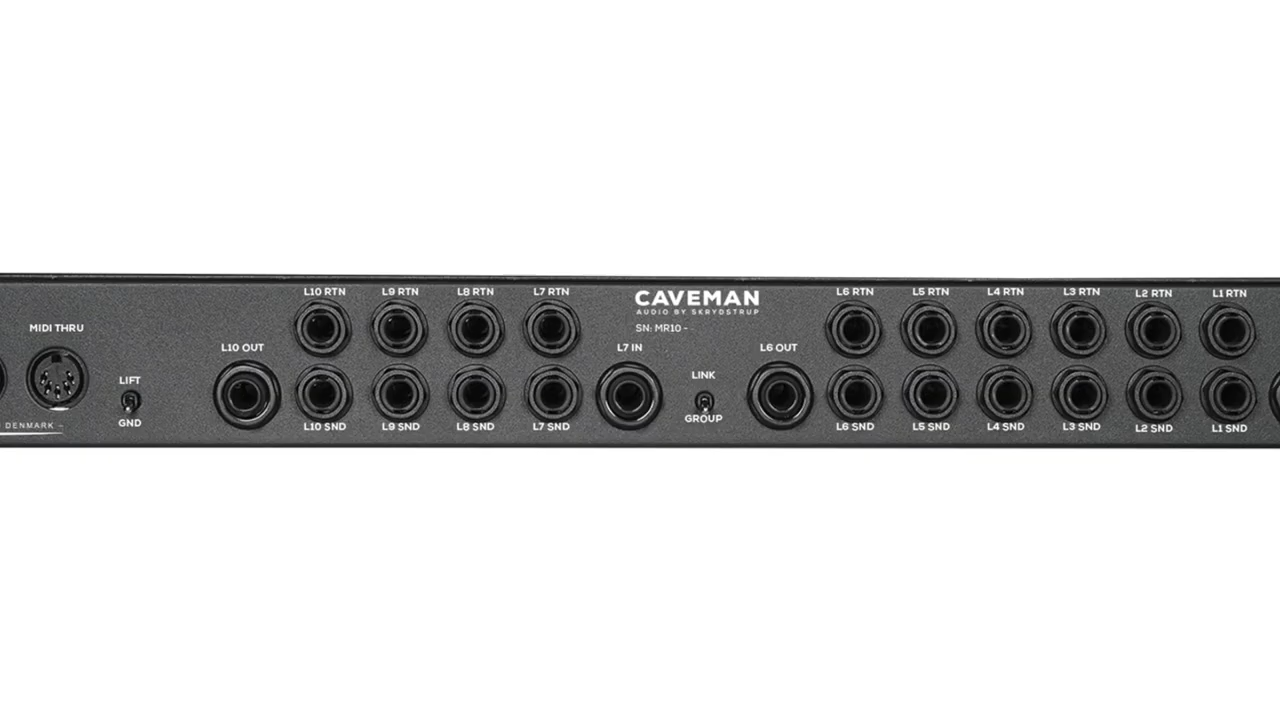 L10 RTN
L9 RTN
L8 RTN
L7 RTN
CAVEMAN
AUDIO BY SKRYDSTRUP
SN: MR10 -
L6 RTN
L5 RTN
L4 RTN
L3 RTN
L2 RTN
L1 RTN
MIDI THRU
L10 OUT
L7 IN
L6 OUT
LIFT
LINK
GND
GROUP
DENMARK -
L10 SND
L9 SND
L8 SND
L7 SND
L6 SND
L5 SND
L4 SND
L3 SND
L2 SND
L1 SND